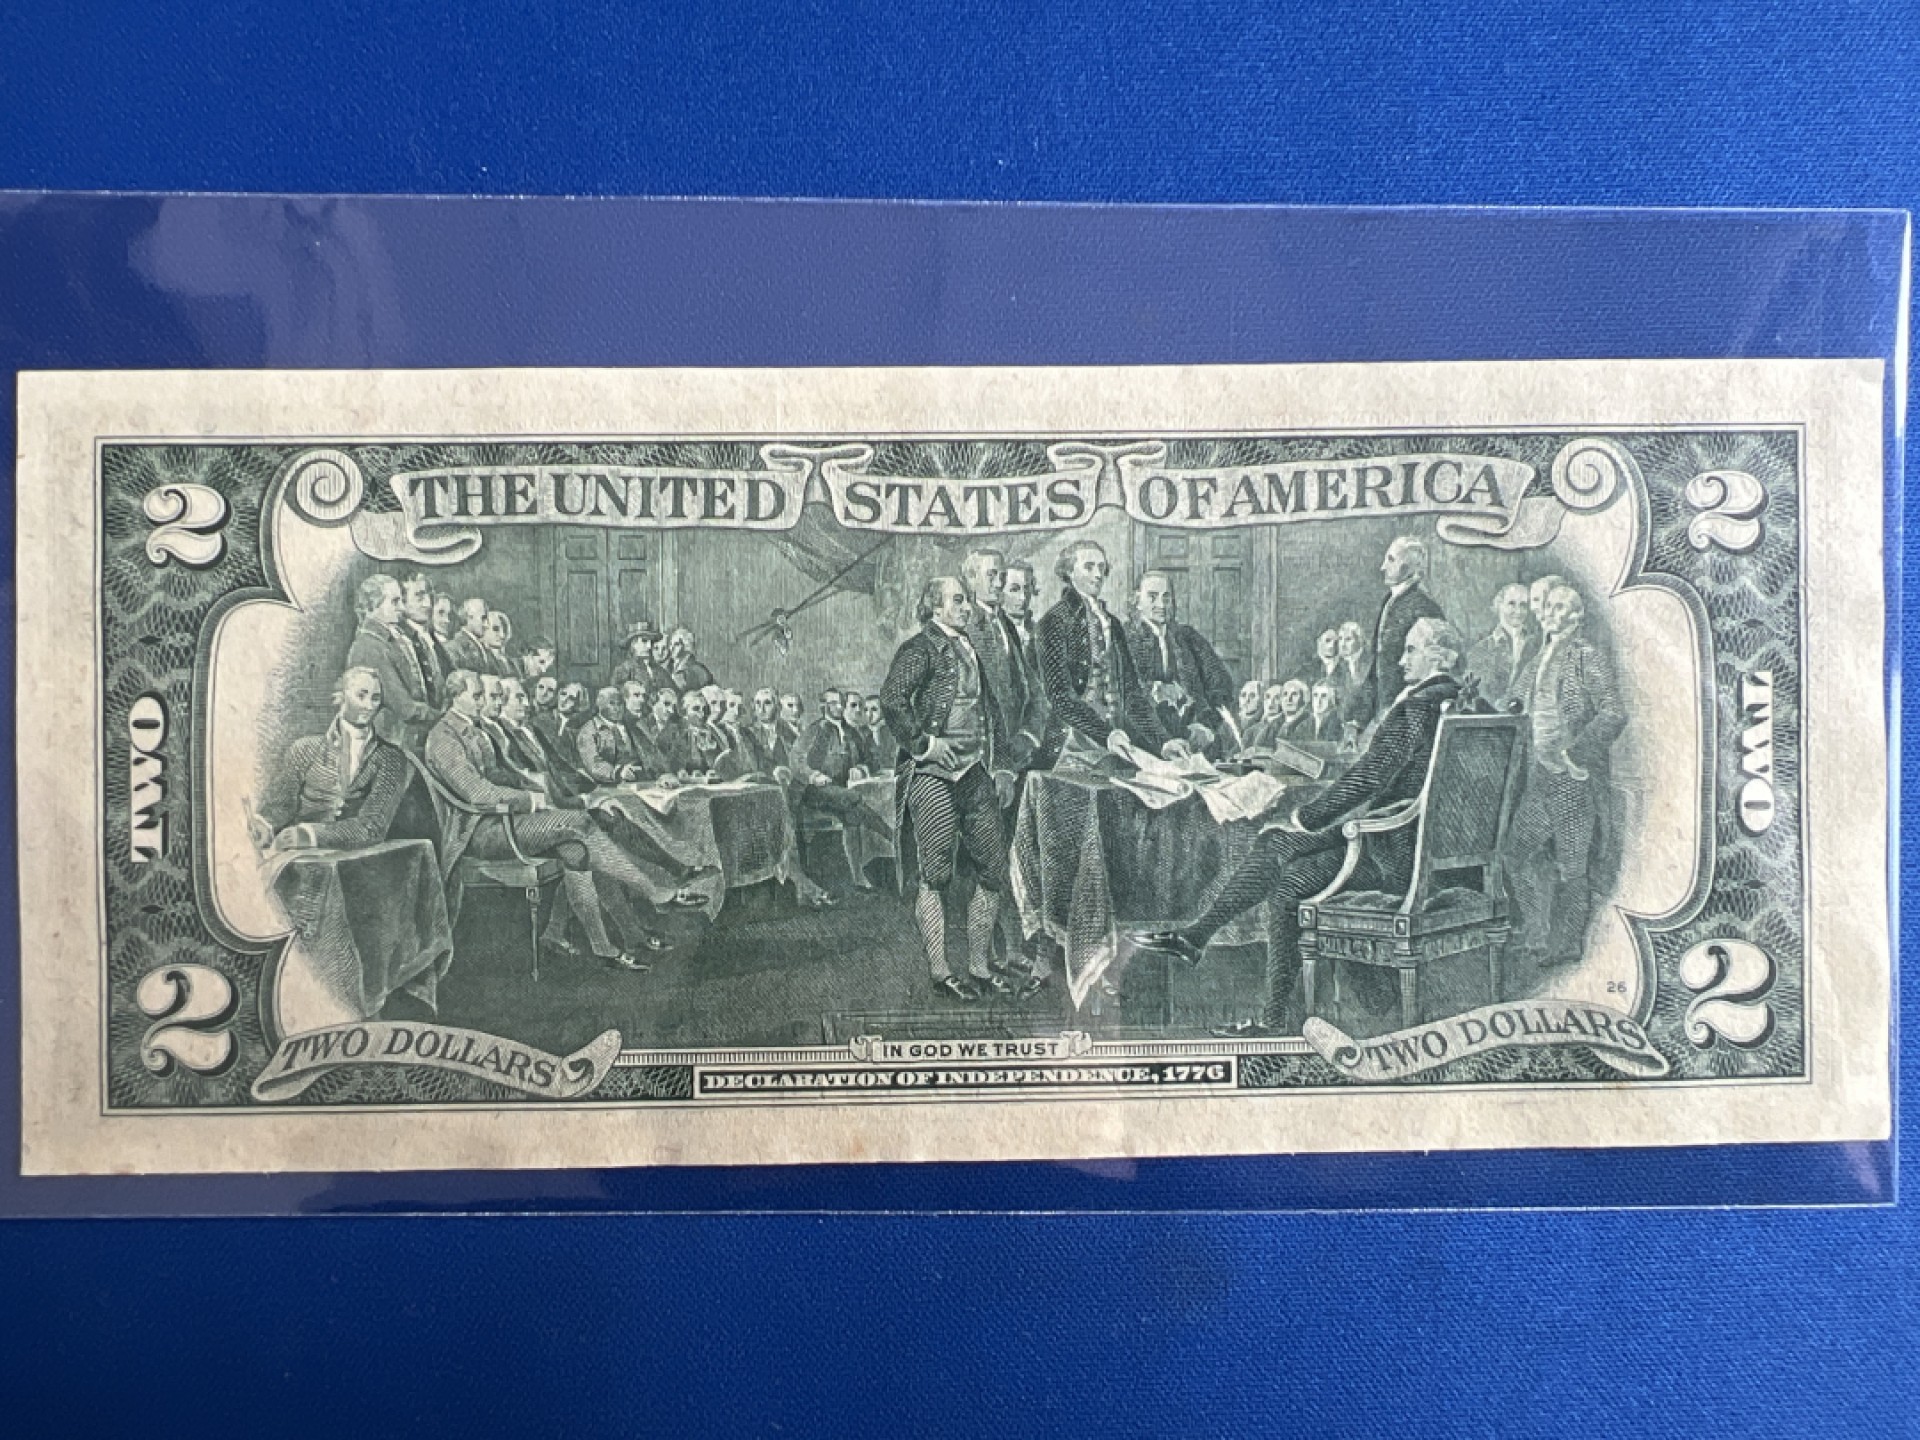 THE UNITED STATES OF AMERICA
2
2
TWO
TWO
26
2
2
TWO DOLLARS
TWO DOLLARS
IN GOD WE TRUST
DECLARATION OF INDEPENDENCE, 1776